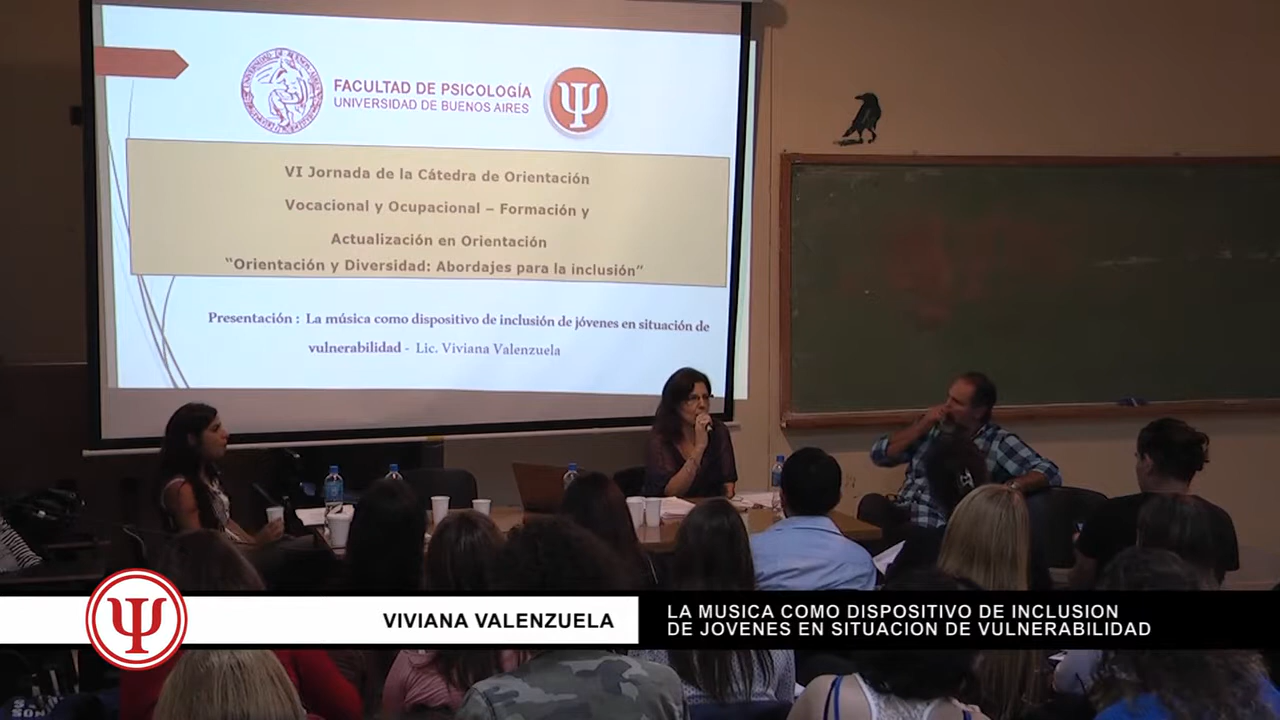 FACULTAD DE PSICOLOGÍA
UNIVERSIDAD DE BUENOS AIRES
VI Jornada de la Cátedra de Orientación
Vocacional y Ocupacional – Formación y
Actualización en Orientación
“Orientación y Diversidad: Abordajes para la inclusión”
Presentación : La música como dispositivo de inclusión de jóvenes en situación de
vulnerabilidad - Lic. Viviana Valenzuela
VIVIANA VALENZUELA
LA MUSICA COMO DISPOSITIVO DE INCLUSION
DE JOVENES EN SITUACION DE VULNERABILIDAD